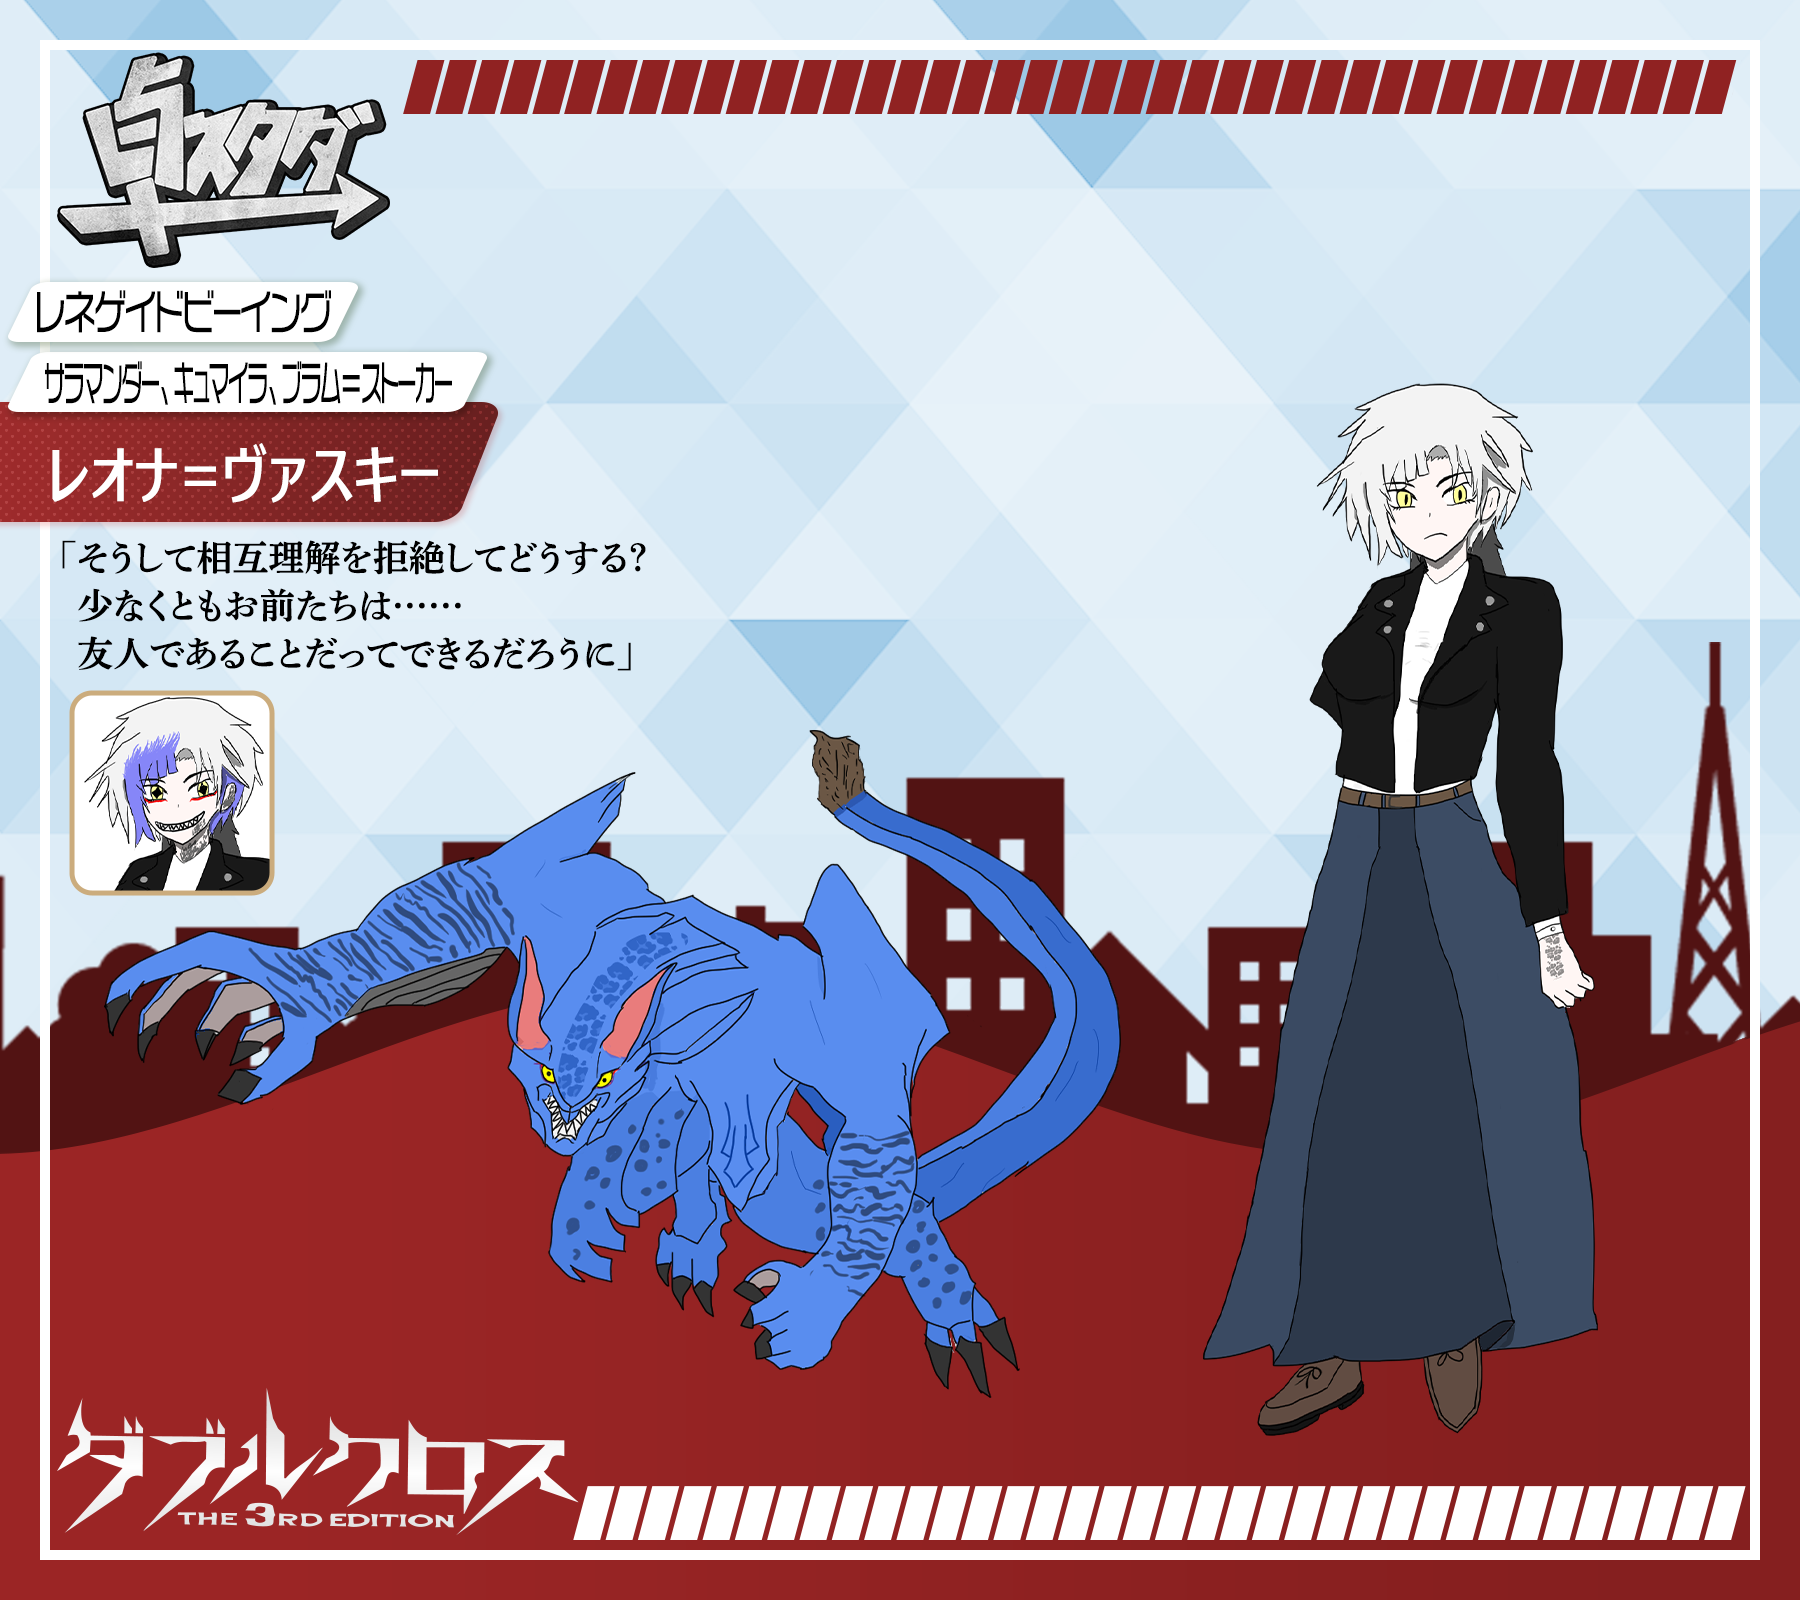 卓スタダ
レネゲイドビーイング
サラマンダー、キュマイラ、ブラム=ストーカー
レオナ=ヴァスキー
「そうして相互理解を拒絶してどうする?
少なくともお前たちは……
友人であることだってできるだろうに」
ダブルクロス
THE 3RD EDITION